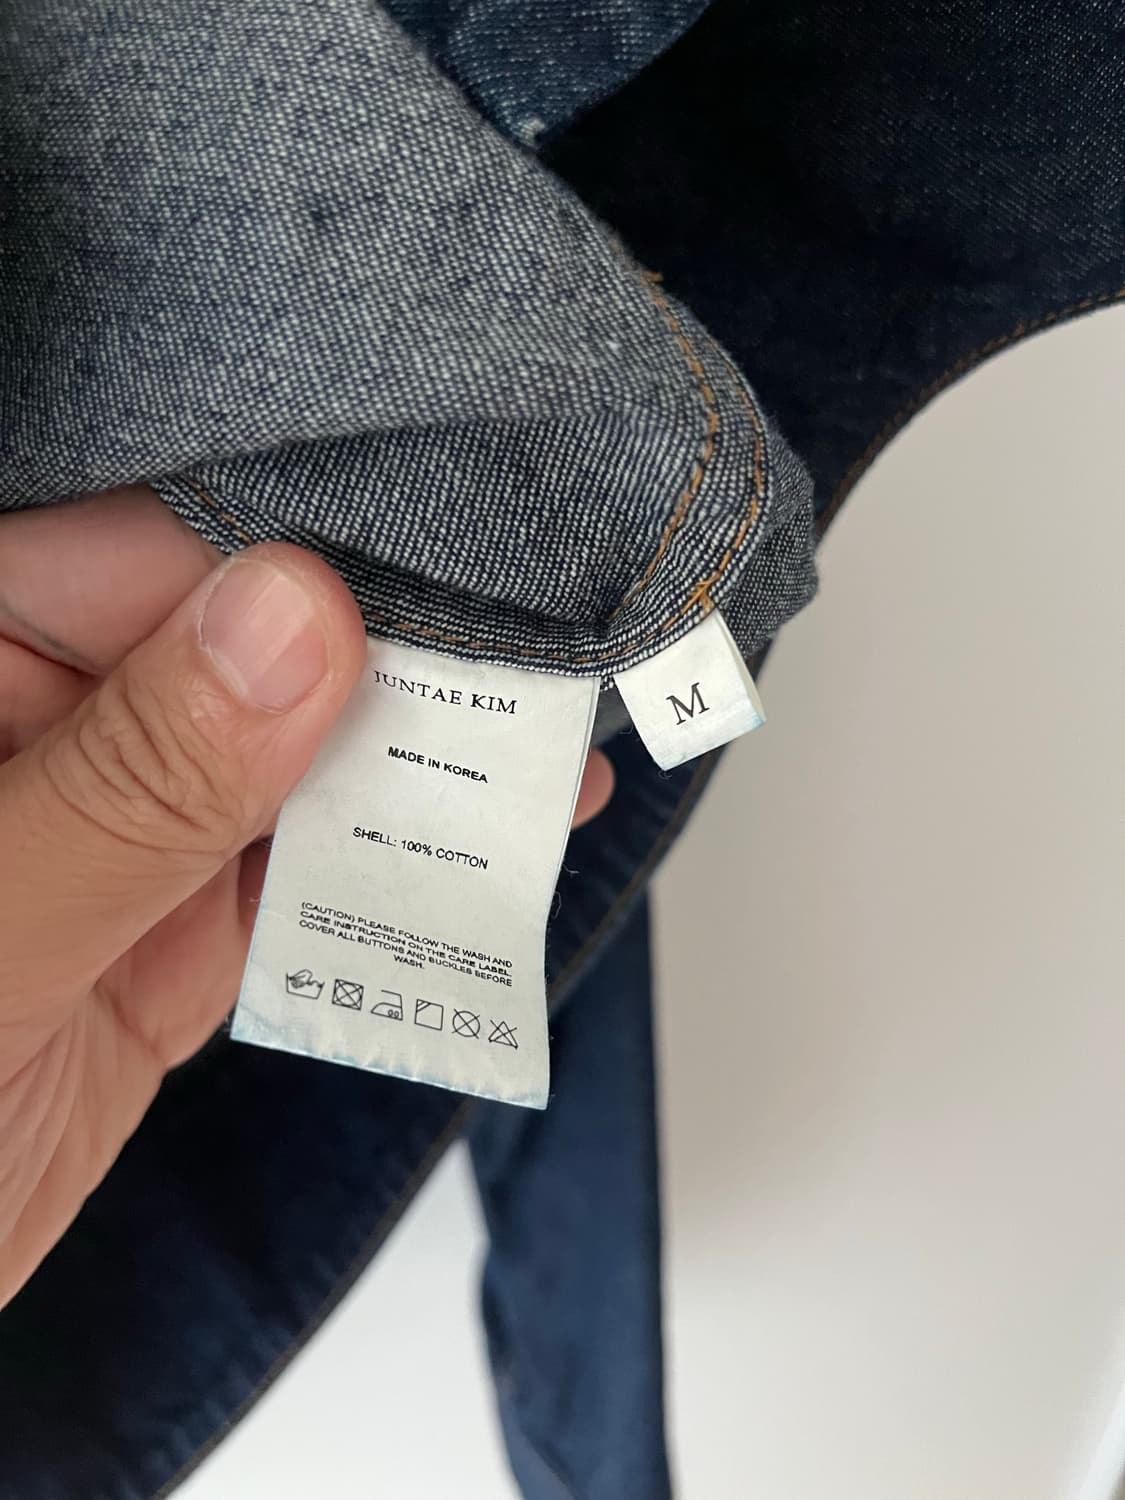 JUNTAE KIM
M
MADE IN KOREA
SHELL: 100% COTTON
(CAUTION) PLEASE FOLLOW THE WASH AND
CARE INSTRUCTION ON THE CARE LABEL.
COVER ALL BUTTONS AND BUCKLES BEFORE
WASH.